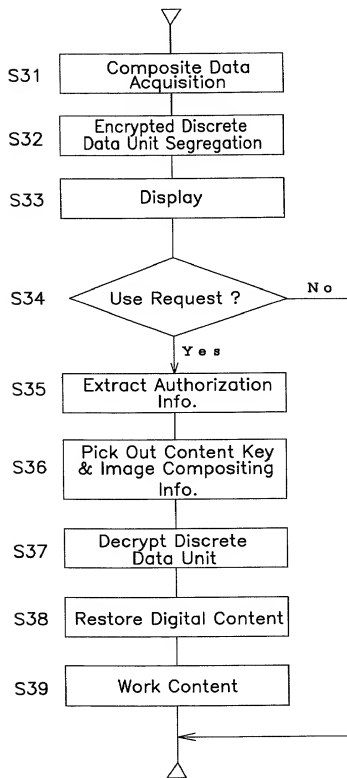 S31
Composite Data
Acquisition
S32
Encrypted Discrete
Data Unit Segregation
S33
Display
S34
Use Request ?
No
Yes
S35
Extract Authorization
Info.
S36
Pick Out Content Key
& Image Compositing
Info.
S37
Decrypt Discrete
Data Unit
S38
Restore Digital Content
S39
Work Content